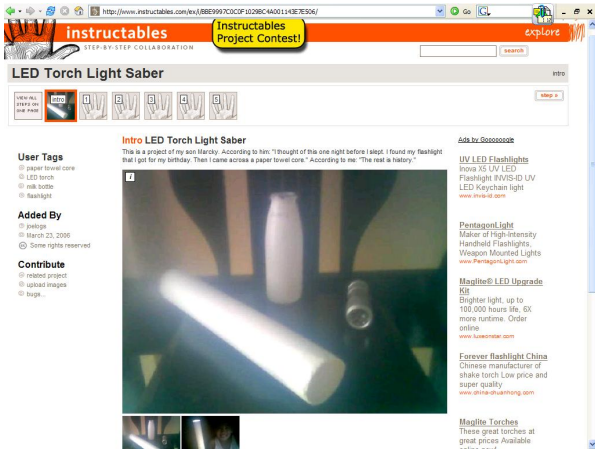 http://www.instructables.com/ex/i/BBE9997C0C0F1029BC4A001143E7E506/
Go
instructables
STEP-BY-STEP COLLABORATION
Instructables
Project Contest!
explore
search
LED Torch Light Saber
intro
VIEW ALL
STEPS ON
ONE PAGE
intro
1
2
3
4
5
step »
Intro LED Torch Light Saber
This is a project of my son Marcky. According to him: "I thought of this one night before I slept. I found my flashlight
that I got for my birthday. Then I came across a paper towel core." According to me: "The rest is history."
i
User Tags
paper towel core
LED torch
milk bottle
flashlight
Added By
joeloga
March 23, 2006
Some rights reserved
Contribute
related project
upload images
bugs...
Ads by Goooooogle
UV LED Flashlights
Inova X5 UV LED
Flashlight INVIS-ID UV
LED Keychain light
www.invis-id.com
PentagonLight
Maker of High-Intensity
Handheld Flashlights,
Weapon Mounted Lights
www.PentagonLight.com
Maglite® LED Upgrade
Kit
Brighter light, up to
100,000 hours life, 6X
more runtime. Order
online
www.luxeonstar.com
Forever flashlight China
Chinese manufacturer of
shake torch Low price and
super quality
www.china-chuanhong.com
Maglite Torches
These great torches at
great prices Available